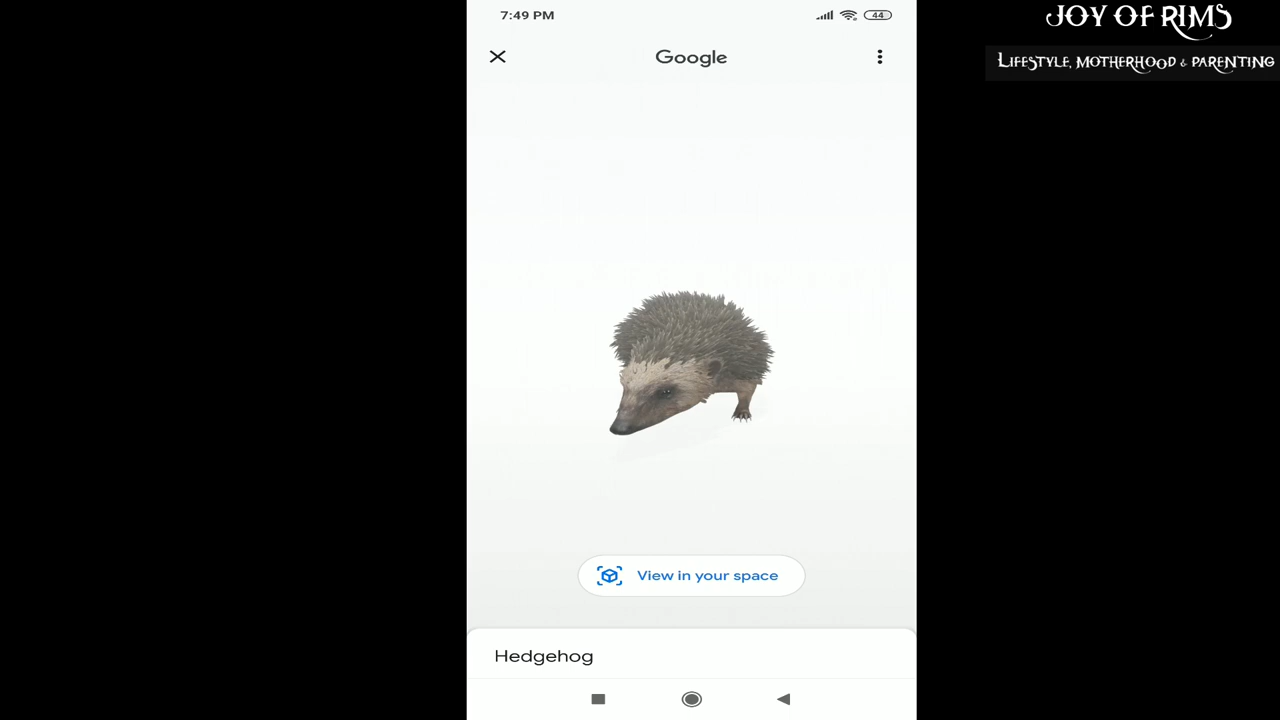 7:49 PM
44
JOY OF RIMS
LIFESTYLE, MOTHERHOOD & PARENTING
Google
View in your space
Hedgehog